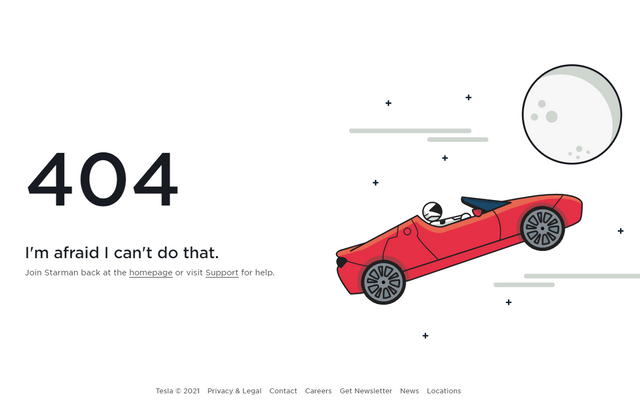 404
I'm afraid I can't do that.
Join Starman back at the homepage or visit Support for help.
Tesla © 2021 Privacy & Legal Contact Careers Get Newsletter News Locations